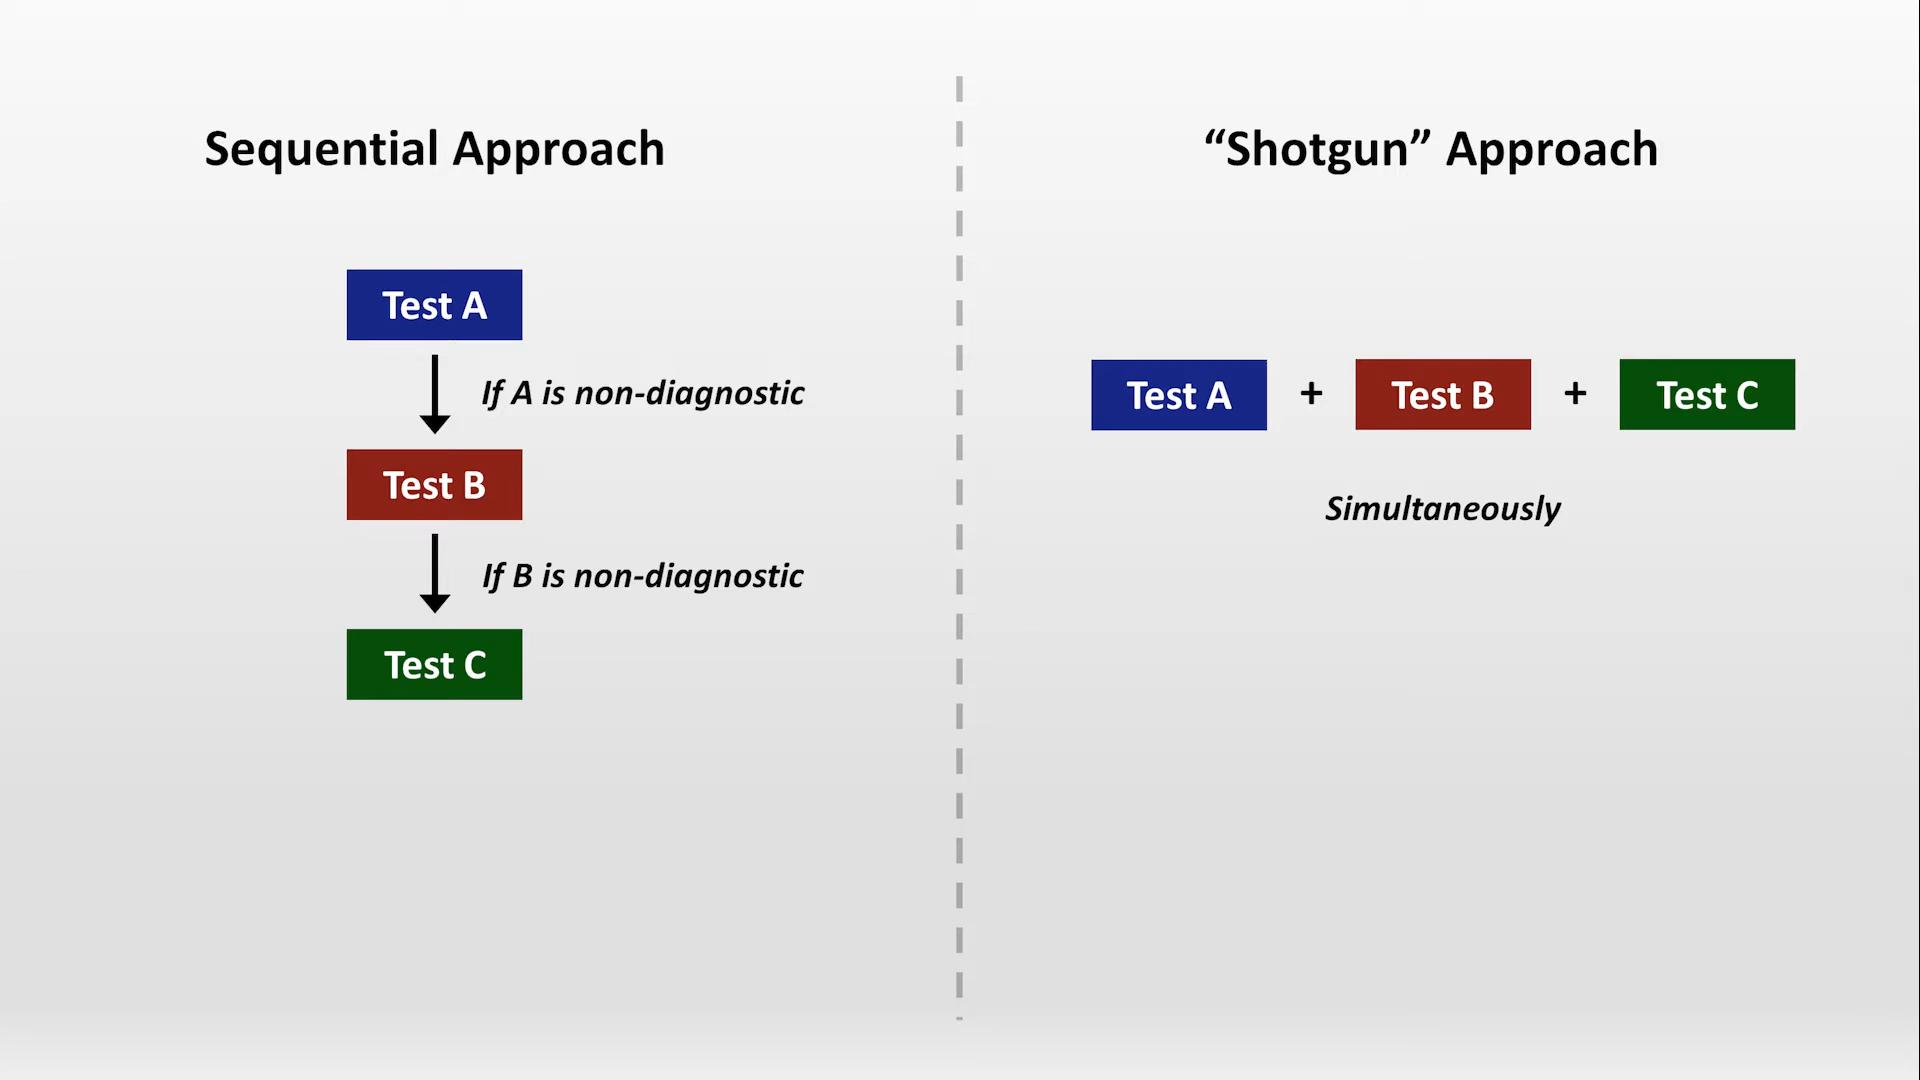 Sequential Approach
Test A
If A is non-diagnostic
Test B
If B is non-diagnostic
Test C
“Shotgun” Approach
Test A + Test B + Test C
Simultaneously